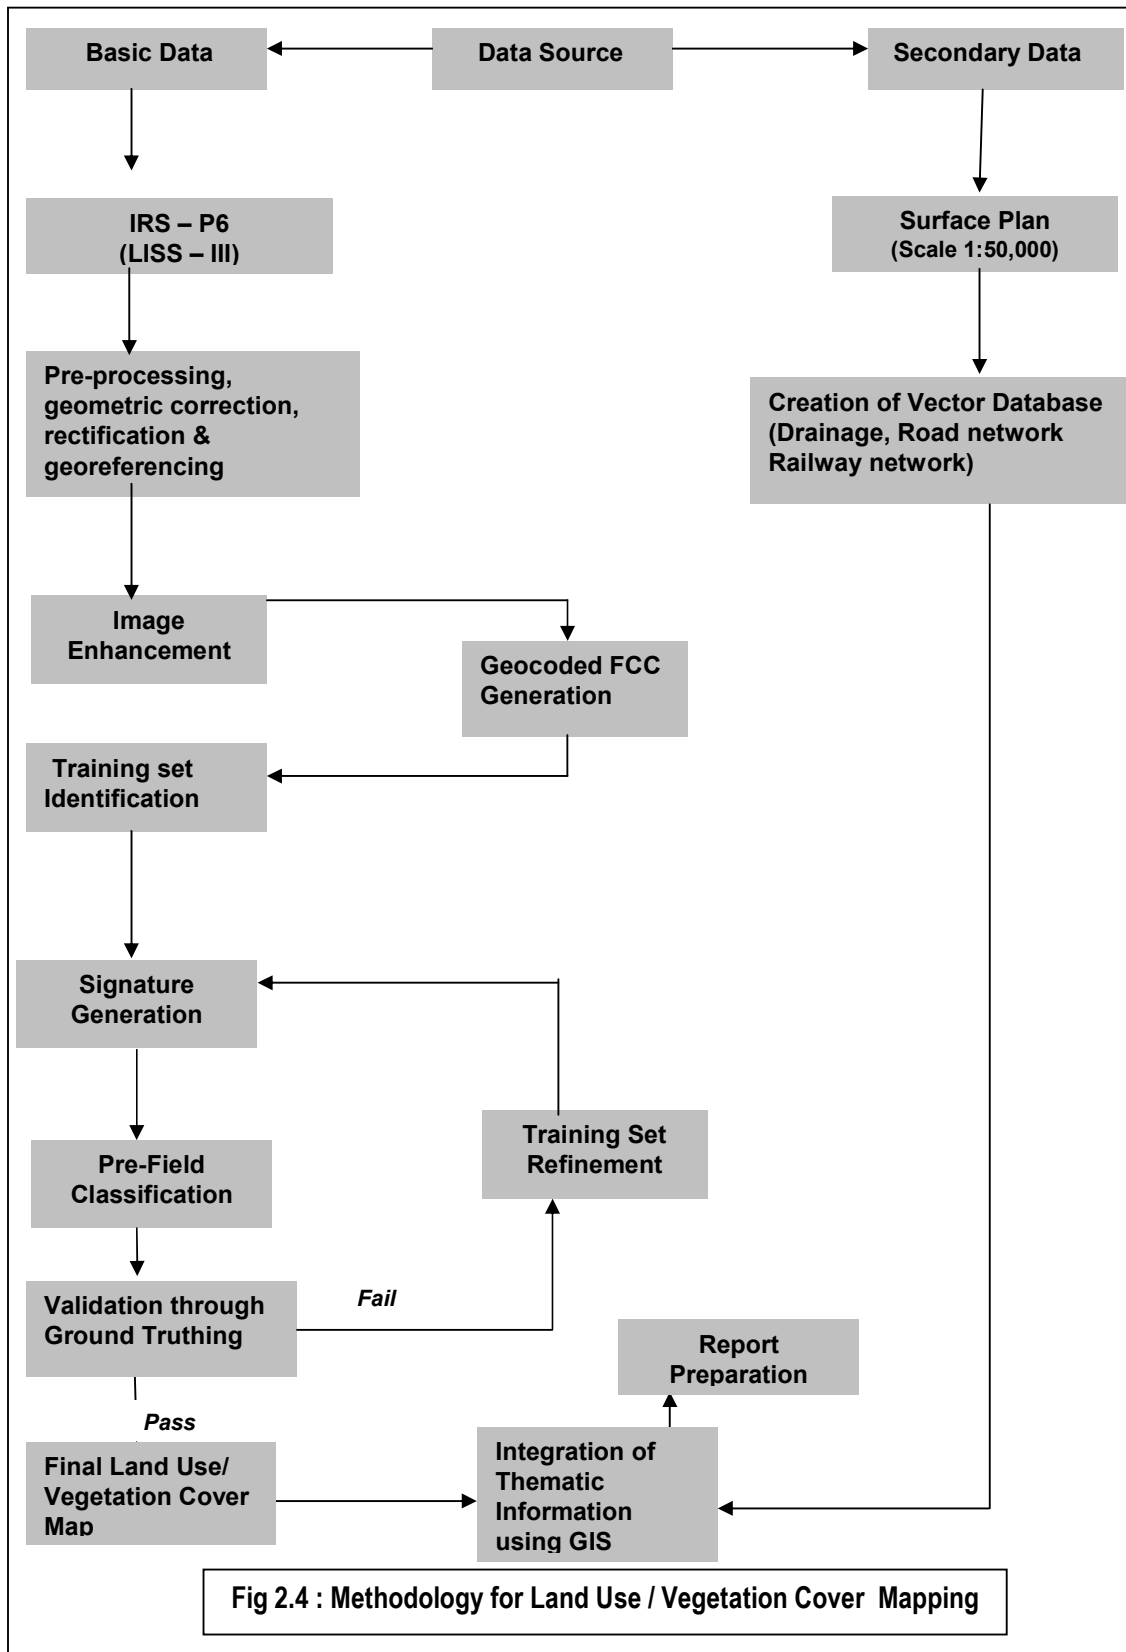 Basic Data
Data Source
Secondary Data
IRS – P6
(LISS – III)
Surface Plan
(Scale 1:50,000)
Pre-processing,
geometric correction,
rectification &
georeferencing
Creation of Vector Database
(Drainage, Road network
Railway network)
Image
Enhancement
Geocoded FCC
Generation
Training set
Identification
Signature
Generation
Training Set
Refinement
Pre-Field
Classification
Validation through
Ground Truthing
Fail
Report
Preparation
Pass
Final Land Use/
Vegetation Cover
Map
Integration of
Thematic
Information
using GIS
Fig 2.4 : Methodology for Land Use / Vegetation Cover Mapping